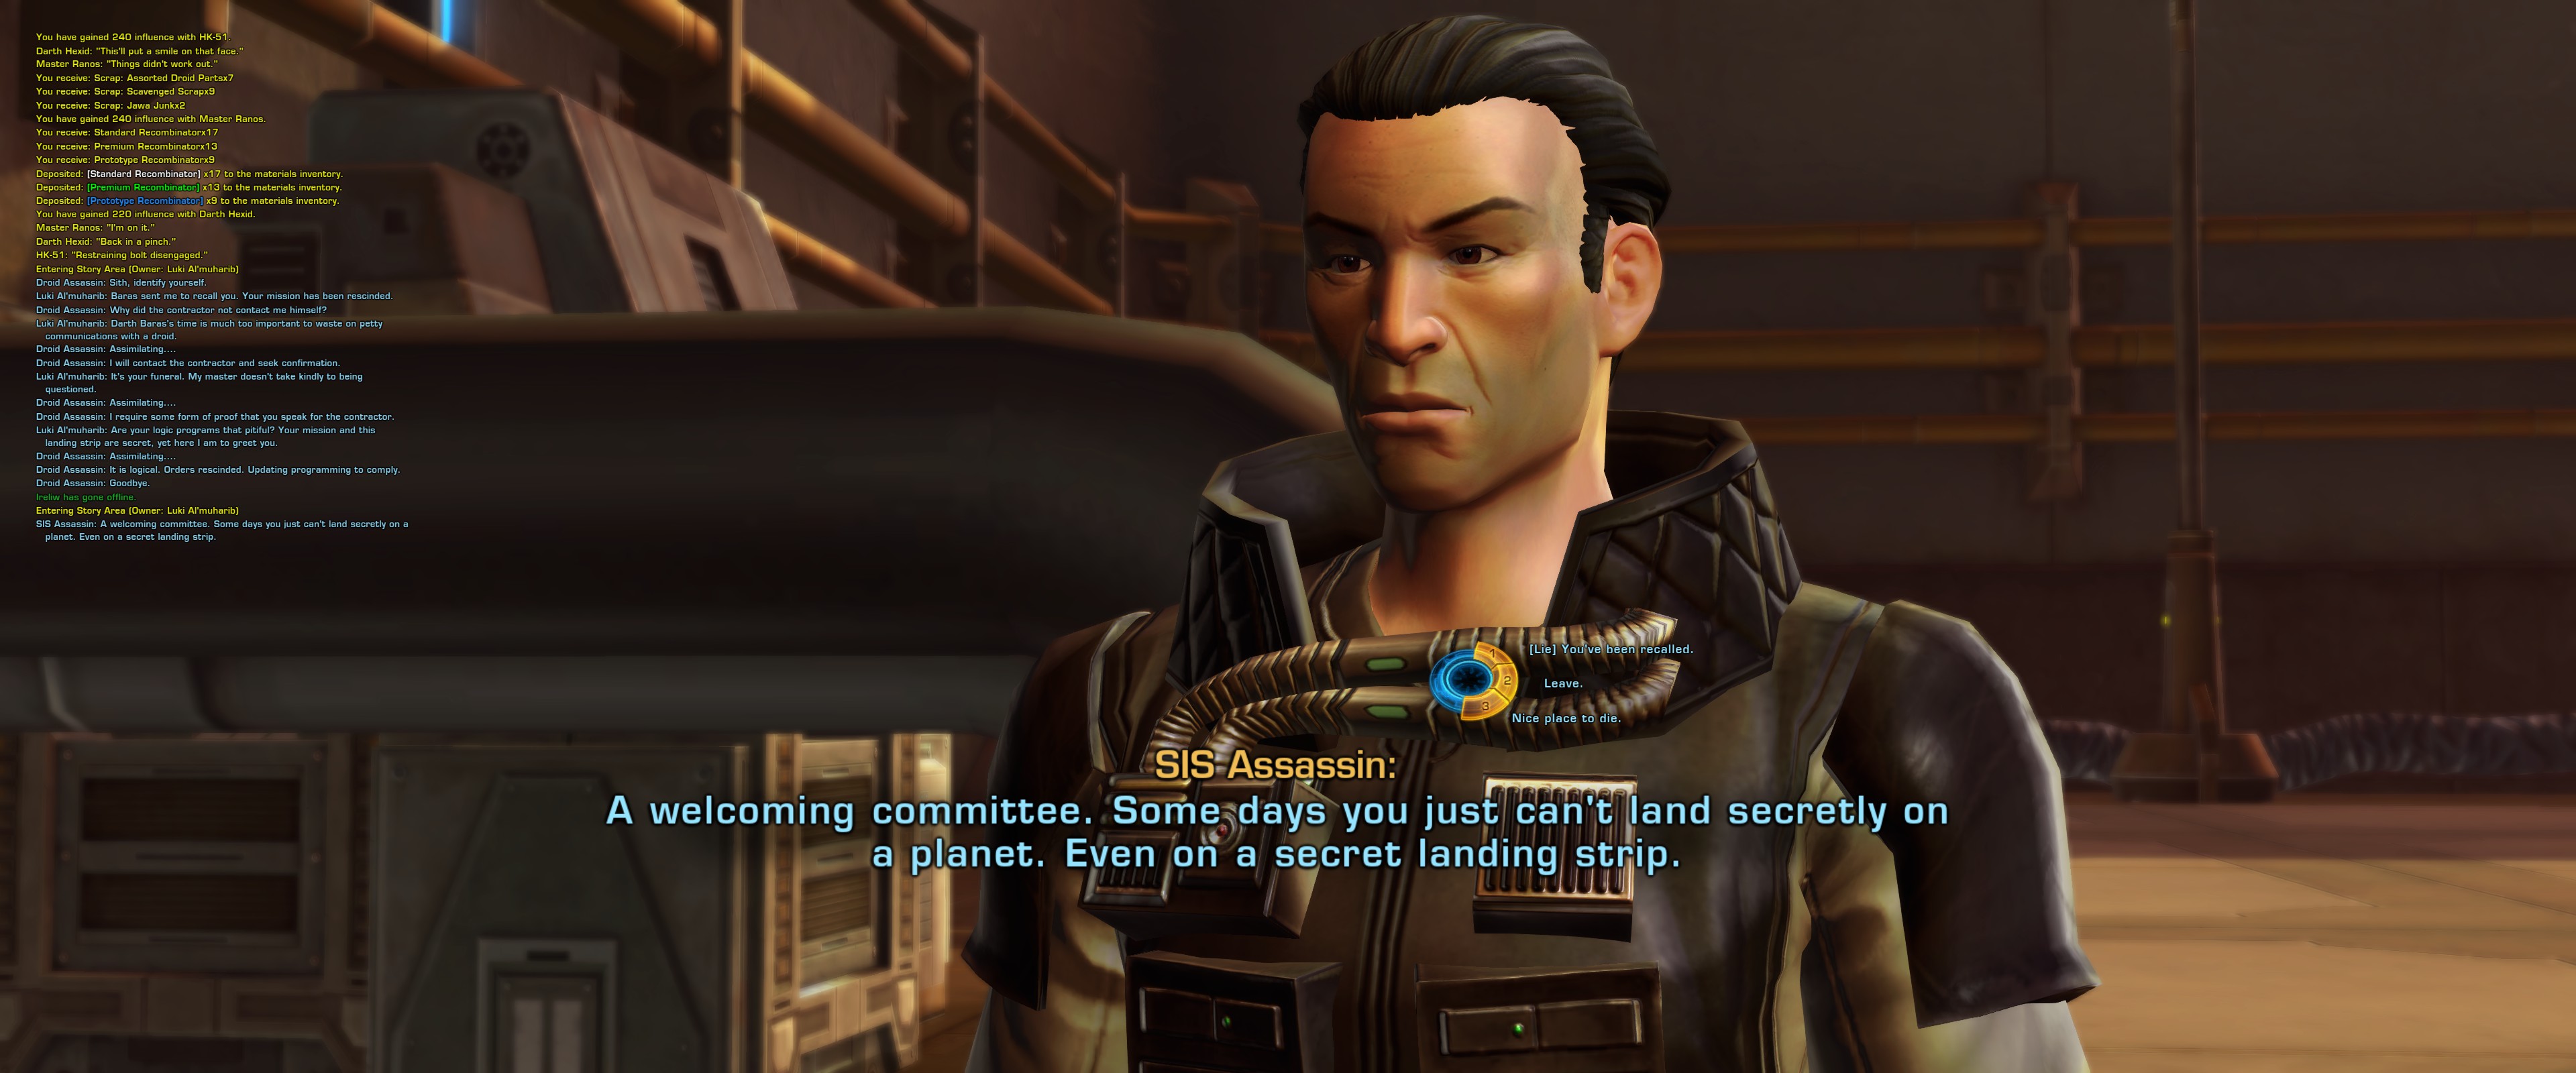 You have gained 240 influence with HK-51.
Darth Hexid: "This'll put a smile on that face."
Master Ranos: "Things didn't work out."
You receive: Scrap: Assorted Droid Partsx7
You receive: Scrap: Scavenged Scrapx9
You receive: Scrap: Jawa Junkx2
You have gained 240 influence with Master Ranos.
You receive: Standard Recombinatorx17
You receive: Premium Recombinatorx13
You receive: Prototype Recombinatorx9
Deposited: [Standard Recombinator] x17 to the materials inventory.
Deposited: [Premium Recombinator] x13 to the materials inventory.
Deposited: [Prototype Recombinator] x9 to the materials inventory.
You have gained 220 influence with Darth Hexid.
Master Ranos: "I'm on it."
Darth Hexid: "Back in a pinch."
HK-51: "Restraining bolt disengaged."
Entering Story Area (Owner: Luki Al'muharib)
Droid Assassin: Sith, identify yourself.
Luki Al'muharib: Baras sent me to recall you. Your mission has been rescinded.
Droid Assassin: Why did the contractor not contact me himself?
Luki Al'muharib: Darth Baras's time is much too important to waste on petty
communications with a droid.
Droid Assassin: Assimilating....
Droid Assassin: I will contact the contractor and seek confirmation.
Luki Al'muharib: It's your funeral. My master doesn't take kindly to being
questioned.
Droid Assassin: Assimilating....
Droid Assassin: I require some form of proof that you speak for the contractor.
Luki Al'muharib: Are your logic programs that pitiful? Your mission and this
landing strip are secret, yet here I am to greet you.
Droid Assassin: Assimilating....
Droid Assassin: It is logical. Orders rescinded. Updating programming to comply.
Droid Assassin: Goodbye.
Ireliw has gone offline.
Entering Story Area (Owner: Luki Al'muharib)
SIS Assassin: A welcoming committee. Some days you just can't land secretly on a
planet. Even on a secret landing strip.
1 [Lie] You've been recalled.
2 Leave.
3 Nice place to die.
SIS Assassin:
A welcoming committee. Some days you just can't land secretly on
a planet. Even on a secret landing strip.